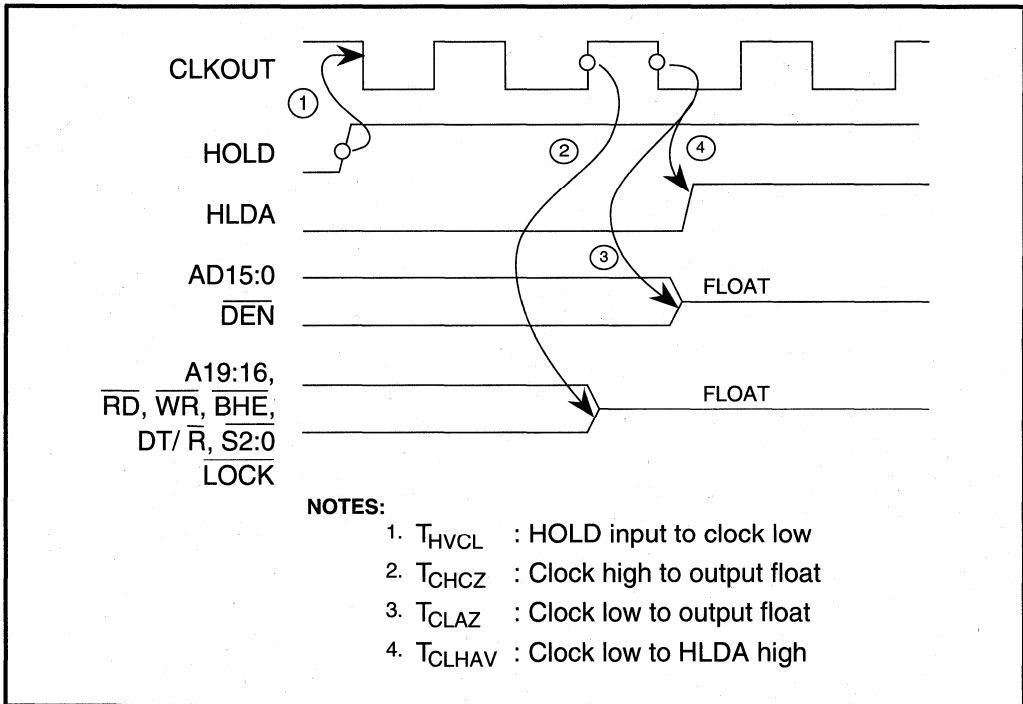 CLKOUT
1
HOLD
2
4
HLDA
3
AD15:0
FLOAT
DEN
A19:16,
FLOAT
RD, WR, BHE,
DT/ R, S2:0
LOCK
NOTES:
1. THVCL : HOLD input to clock low
2. TCHCZ : Clock high to output float
3. TCLAZ : Clock low to output float
4. TCLHAV : Clock low to HLDA high